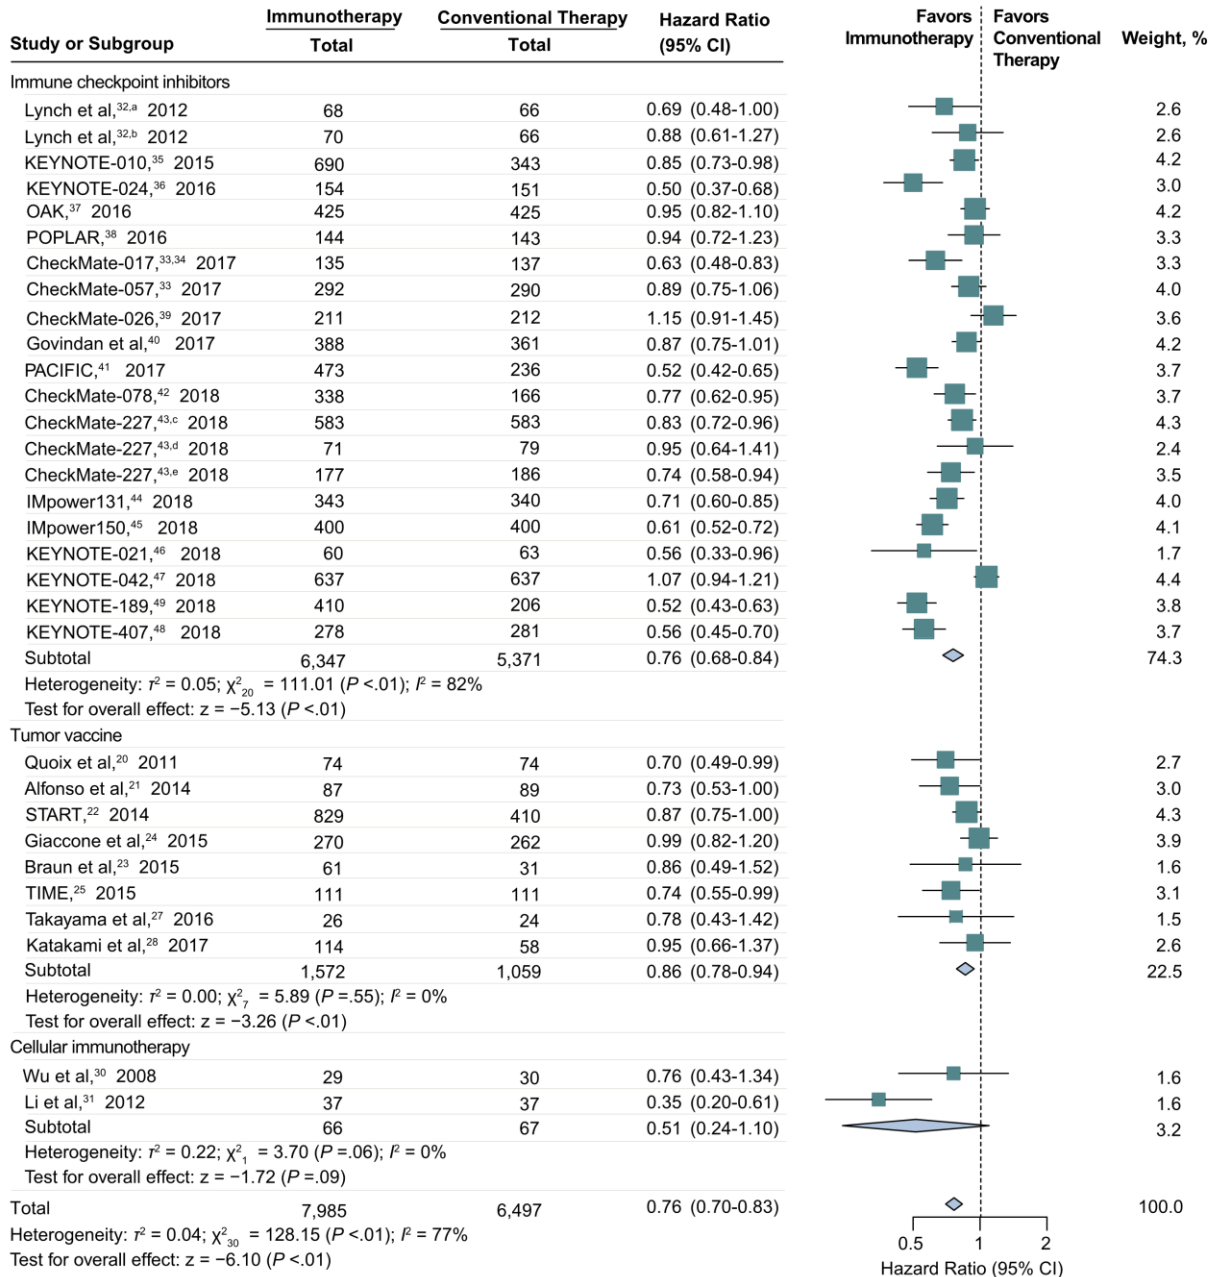 Immunotherapy Conventional Therapy Hazard Ratio Favors Favors
Study or Subgroup Total Total (95% CI) Immunotherapy Conventional Weight, %
Therapy
Immune checkpoint inhibitors
Lynch et al,32,a 2012 68 66 0.69 (0.48-1.00) 2.6
Lynch et al,32,b 2012 70 66 0.88 (0.61-1.27) 2.6
KEYNOTE-010,35 2015 690 343 0.85 (0.73-0.98) 4.2
KEYNOTE-024,36 2016 154 151 0.50 (0.37-0.68) 3.0
OAK,37 2016 425 425 0.95 (0.82-1.10) 4.2
POPLAR,38 2016 144 143 0.94 (0.72-1.23) 3.3
CheckMate-017,33,34 2017 135 137 0.63 (0.48-0.83) 3.3
CheckMate-057,33 2017 292 290 0.89 (0.75-1.06) 4.0
CheckMate-026,39 2017 211 212 1.15 (0.91-1.45) 3.6
Govindan et al,40 2017 388 361 0.87 (0.75-1.01) 4.2
PACIFIC,41 2017 473 236 0.52 (0.42-0.65) 3.7
CheckMate-078,42 2018 338 166 0.77 (0.62-0.95) 3.7
CheckMate-227,43,c 2018 583 583 0.83 (0.72-0.96) 4.3
CheckMate-227,43,d 2018 71 79 0.95 (0.64-1.41) 2.4
CheckMate-227,43,e 2018 177 186 0.74 (0.58-0.94) 3.5
IMpower131,44 2018 343 340 0.71 (0.60-0.85) 4.0
IMpower150,45 2018 400 400 0.61 (0.52-0.72) 4.1
KEYNOTE-021,46 2018 60 63 0.56 (0.33-0.96) 1.7
KEYNOTE-042,47 2018 637 637 1.07 (0.94-1.21) 4.4
KEYNOTE-189,49 2018 410 206 0.52 (0.43-0.63) 3.8
KEYNOTE-407,48 2018 278 281 0.56 (0.45-0.70) 3.7
Subtotal 6,347 5,371 0.76 (0.68-0.84) 74.3
Heterogeneity: τ² = 0.05; χ²20 = 111.01 (P <.01); I² = 82%
Test for overall effect: z = −5.13 (P <.01)
Tumor vaccine
Quoix et al,20 2011 74 74 0.70 (0.49-0.99) 2.7
Alfonso et al,21 2014 87 89 0.73 (0.53-1.00) 3.0
START,22 2014 829 410 0.87 (0.75-1.00) 4.3
Giaccone et al,24 2015 270 262 0.99 (0.82-1.20) 3.9
Braun et al,23 2015 61 31 0.86 (0.49-1.52) 1.6
TIME,25 2015 111 111 0.74 (0.55-0.99) 3.1
Takayama et al,27 2016 26 24 0.78 (0.43-1.42) 1.5
Katakami et al,28 2017 114 58 0.95 (0.66-1.37) 2.6
Subtotal 1,572 1,059 0.86 (0.78-0.94) 22.5
Heterogeneity: τ² = 0.00; χ²7 = 5.89 (P =.55); I² = 0%
Test for overall effect: z = −3.26 (P <.01)
Cellular immunotherapy
Wu et al,30 2008 29 30 0.76 (0.43-1.34) 1.6
Li et al,31 2012 37 37 0.35 (0.20-0.61) 1.6
Subtotal 66 67 0.51 (0.24-1.10) 3.2
Heterogeneity: τ² = 0.22; χ²1 = 3.70 (P =.06); I² = 0%
Test for overall effect: z = −1.72 (P =.09)
Total 7,985 6,497 0.76 (0.70-0.83) 100.0
Heterogeneity: τ² = 0.04; χ²30 = 128.15 (P <.01); I² = 77%
Test for overall effect: z = −6.10 (P <.01)
0.5 1 2
Hazard Ratio (95% CI)